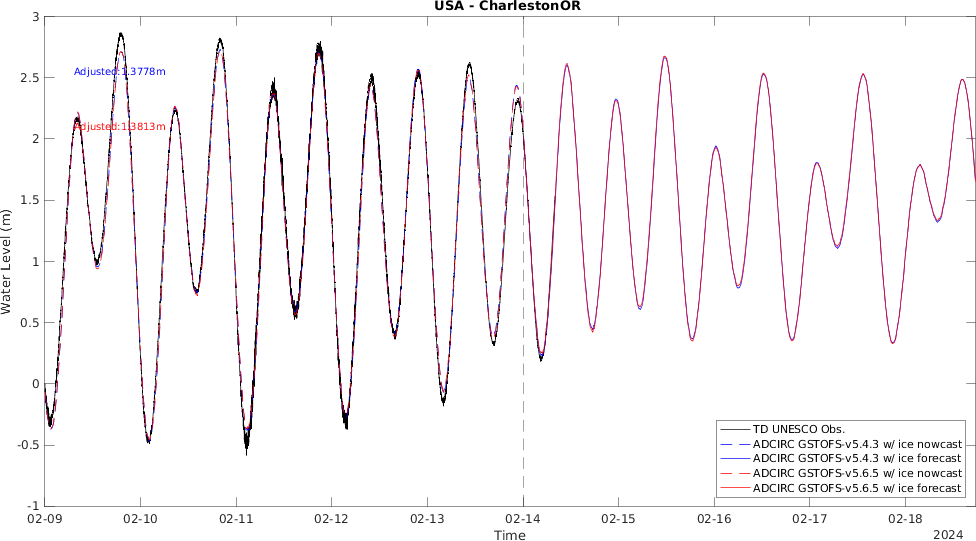 USA - CharlestonOR
3
2.5
2
1.5
1
0.5
0
-0.5
-1
Water Level (m)
Adjusted:1.3778m
Adjusted:1.3813m
TD UNESCO Obs.
ADCIRC GSTOFS-v5.4.3 w/ ice nowcast
ADCIRC GSTOFS-v5.4.3 w/ ice forecast
ADCIRC GSTOFS-v5.6.5 w/ ice nowcast
ADCIRC GSTOFS-v5.6.5 w/ ice forecast
02-09 02-10 02-11 02-12 02-13 02-14 02-15 02-16 02-17 02-18
Time
2024